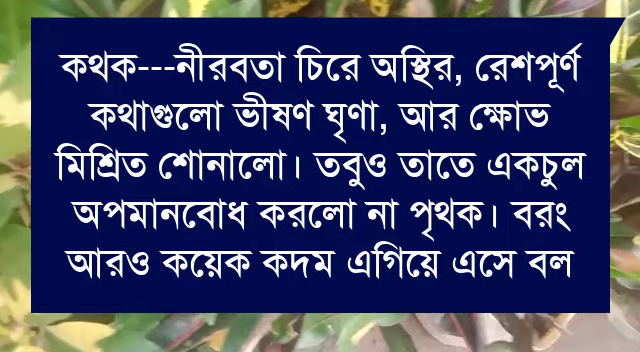 কথক---নীরবতা চিরে অস্থির, রেশপূর্ণ
কথাগুলো ভীষণ ঘৃণা, আর ক্ষোভ
মিশ্রিত শোনালো। তবুও তাতে একচুল
অপমানবোধ করলো না পৃথক। বরং
আরও কয়েক কদম এগিয়ে এসে বল